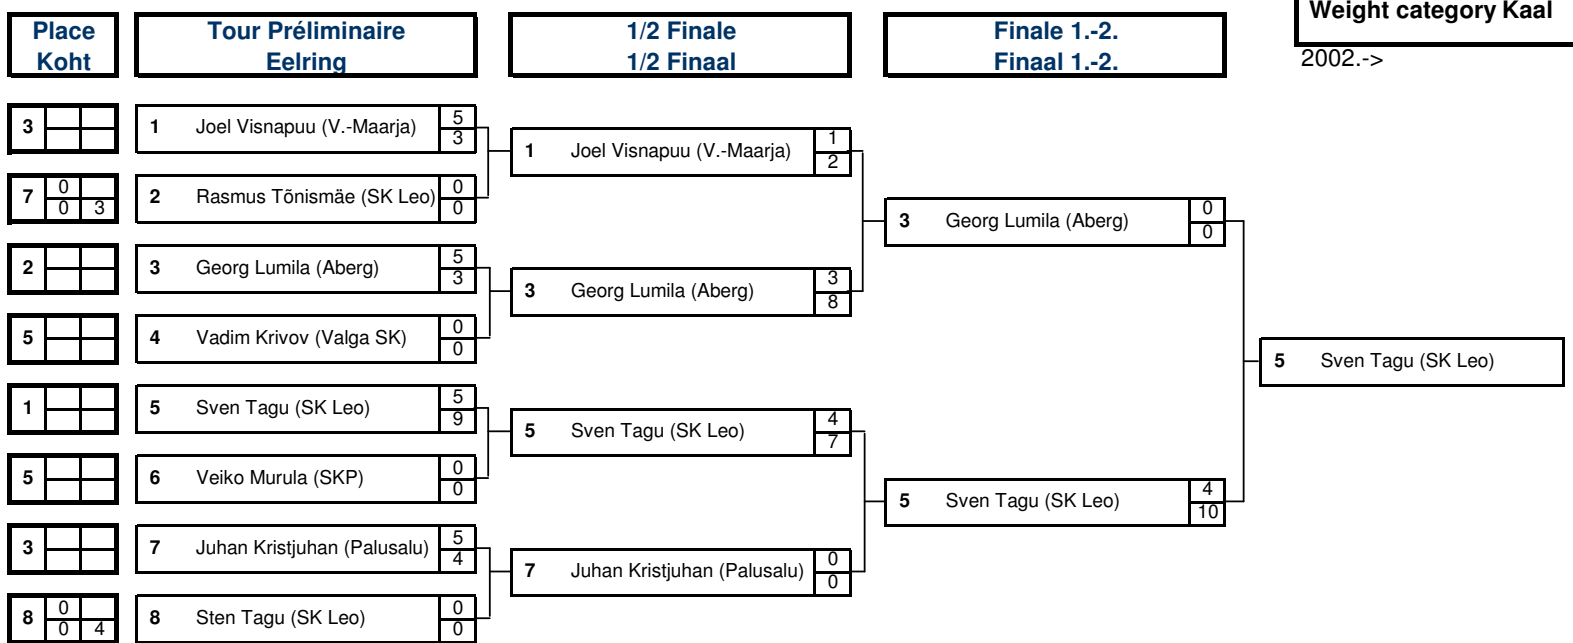 Weight category Kaal
2002.->
Place
Koht
Tour Préliminaire
Eelring
1/2 Finale
1/2 Finaal
Finale 1.-2.
Finaal 1.-2.
3
1 Joel Visnapuu (V.-Maarja) 5
3
7 0
0 3
2 Rasmus Tõnismäe (SK Leo) 0
0
2
3 Georg Lumila (Aberg) 5
3
5
4 Vadim Krivov (Valga SK) 0
0
1
5 Sven Tagu (SK Leo) 5
9
5
6 Veiko Murula (SKP) 0
0
3
7 Juhan Kristjuhan (Palusalu) 5
4
8 0
0 4
8 Sten Tagu (SK Leo) 0
0
1 Joel Visnapuu (V.-Maarja) 1
2
3 Georg Lumila (Aberg) 3
8
5 Sven Tagu (SK Leo) 4
7
7 Juhan Kristjuhan (Palusalu) 0
0
3 Georg Lumila (Aberg) 0
0
5 Sven Tagu (SK Leo) 4
10
5 Sven Tagu (SK Leo)